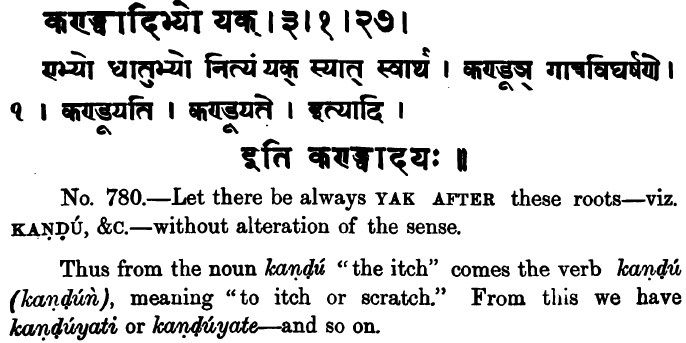 कण्ड्वादिभ्यो यक् । ३ । १ । २७ ।
एभ्यो धातुभ्यो नित्यं यक् स्यात् स्वार्थे । कण्डूञ् गात्रविघर्षणे ।
१ । कण्डूयति । कण्डूयते । इत्यादि ।
इति कण्ड्वादयः ॥
No. 780.—Let there be always YAK AFTER these roots—viz.
KAṆḌÚ, &C.—without alteration of the sense.
Thus from the noun kaṇḍú “the itch” comes the verb kaṇḍú
(kaṇḍúṅ), meaning “to itch or scratch.” From this we have
kaṇḍúyati or kaṇḍúyate—and so on.